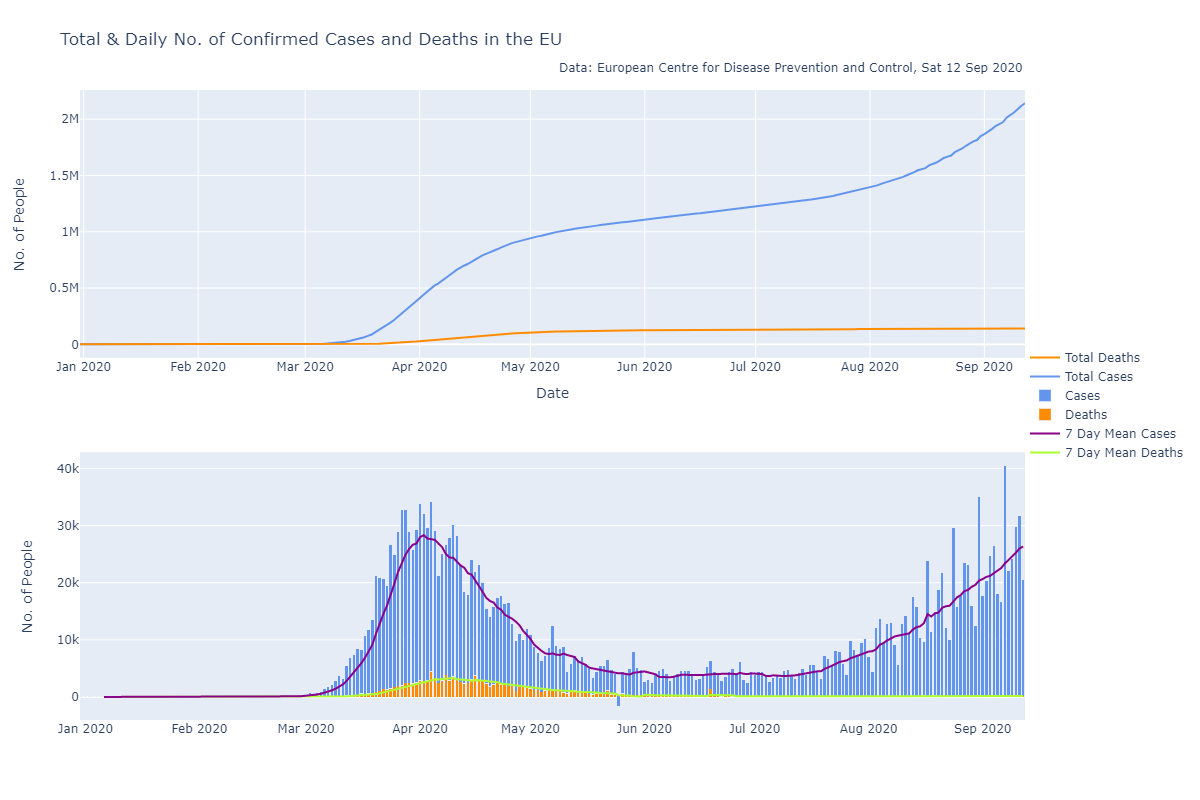 Total & Daily No. of Confirmed Cases and Deaths in the EU
Data: European Centre for Disease Prevention and Control, Sat 12 Sep 2020
No. of People
2M
1.5M
1M
0.5M
0
Jan 2020 Feb 2020 Mar 2020 Apr 2020 May 2020 Jun 2020 Jul 2020 Aug 2020 Sep 2020
Date
Total Deaths
Total Cases
Cases
Deaths
7 Day Mean Cases
7 Day Mean Deaths
No. of People
40k
30k
20k
10k
0
Jan 2020 Feb 2020 Mar 2020 Apr 2020 May 2020 Jun 2020 Jul 2020 Aug 2020 Sep 2020